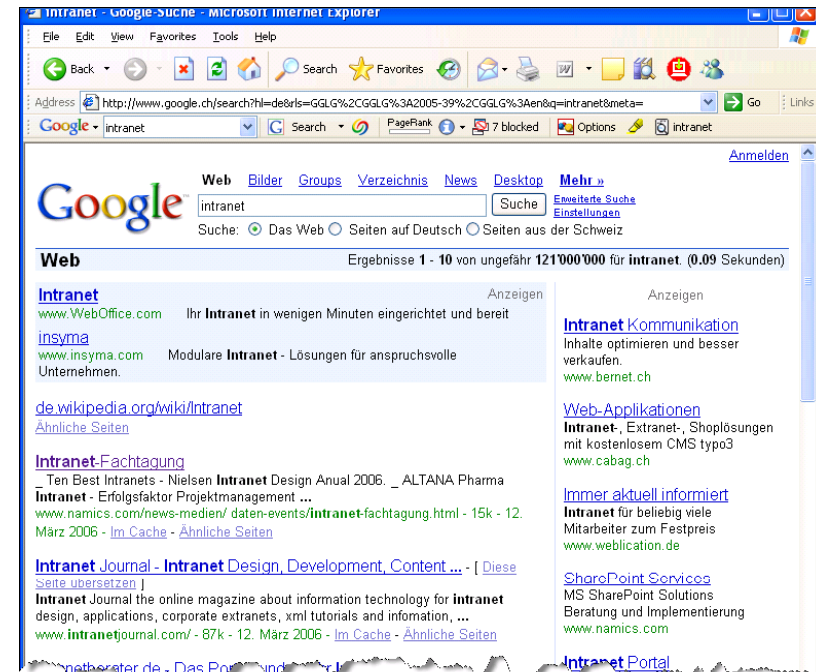 Intranet - Google-Suche - Microsoft Internet Explorer
File Edit View Favorites Tools Help
Back Search Favorites
Address http://www.google.ch/search?hl=de&rls=GGLG%2CGGLG%3A2005-39%2CGGLG%3Aen&q=intranet&meta= Go Links
Google intranet Search PageRank 7 blocked Options intranet
Anmelden
Google Web Bilder Groups Verzeichnis News Desktop Mehr »
intranet Suche Erweiterte Suche
Einstellungen
Suche: Das Web Seiten auf Deutsch Seiten aus der Schweiz
Web Ergebnisse 1 - 10 von ungefähr 121'000'000 für intranet. (0.09 Sekunden)
Intranet Anzeigen
www.WebOffice.com Ihr Intranet in wenigen Minuten eingerichtet und bereit
insyma
www.insyma.com Modulare Intranet - Lösungen für anspruchsvolle
Unternehmen.
de.wikipedia.org/wiki/Intranet
Ähnliche Seiten
Intranet-Fachtagung
_ Ten Best Intranets - Nielsen Intranet Design Anual 2006. _ ALTANA Pharma
Intranet - Erfolgsfaktor Projektmanagement ...
www.namics.com/news-medien/ daten-events/intranet-fachtagung.html - 15k - 12.
März 2006 - Im Cache - Ähnliche Seiten
Intranet Journal - Intranet Design, Development, Content ... - [ Diese
Seite übersetzen ]
Intranet Journal the online magazine about information technology for intranet
design, applications, corporate extranets, xml tutorials and infomation, ...
www.intranetjournal.com/ - 87k - 12. März 2006 - Im Cache - Ähnliche Seiten
Anzeigen
Intranet Kommunikation
Inhalte optimieren und besser
verkaufen.
www.bernet.ch
Web-Applikationen
Intranet-, Extranet-, Shoplösungen
mit kostenlosem CMS typo3
www.cabag.ch
Immer aktuell informiert
Intranet für beliebig viele
Mitarbeiter zum Festpreis
www.weblication.de
SharePoint Services
MS SharePoint Solutions
Beratung und Implementierung
www.namics.com
Intranet Portal